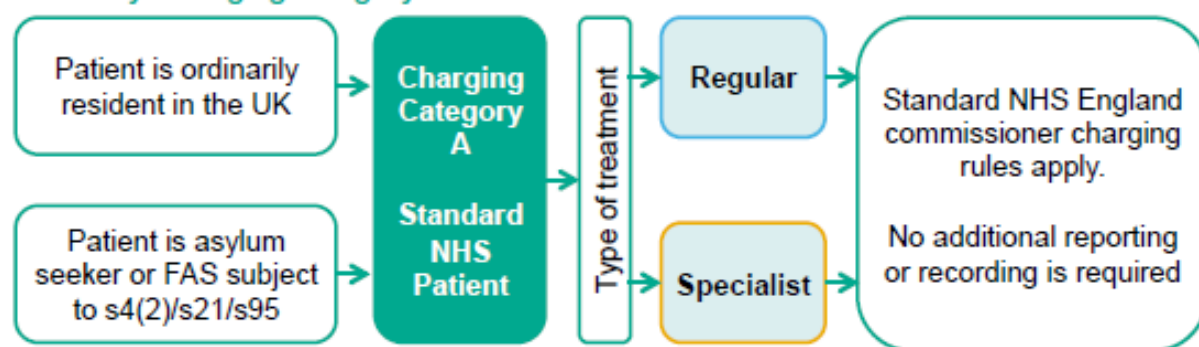 Patient is ordinarily
resident in the UK
Patient is asylum
seeker or FAS subject
to s4(2)/s21/s95
Charging
Category
A
Standard
NHS
Patient
Type of treatment
Regular
Specialist
Standard NHS England
commissioner charging
rules apply.
No additional reporting
or recording is required